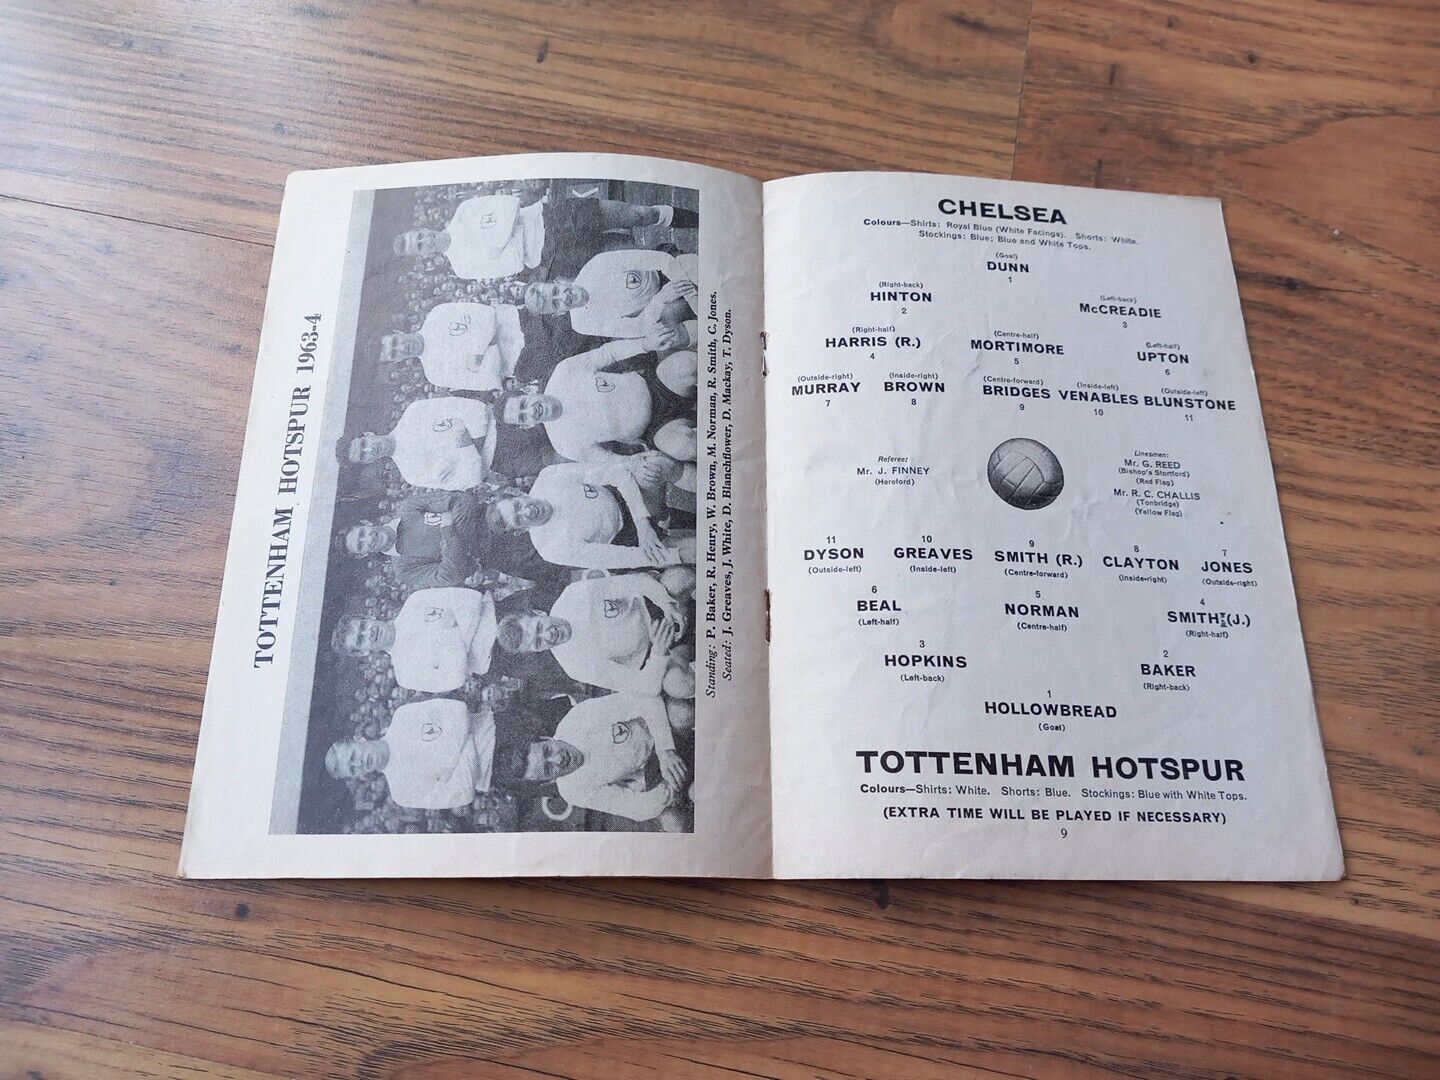 TOTTENHAM HOTSPUR 1963-4
Standing: P. Baker, R. Henry, W. Brown, M. Norman, R. Smith, C. Jones.
Seated: J. Greaves, J. White, D. Blanchflower, D. Mackay, T. Dyson.
CHELSEA
Colours—Shirts: Royal Blue (White Facings). Shorts: White.
Stockings: Blue; Blue and White Tops.
(Goal)
DUNN
1
(Right-back) (Left-back)
HINTON McCREADIE
2 3
(Right-half) (Centre-half) (Left-half)
HARRIS (R.) MORTIMORE UPTON
4 5 6
(Outside-right) (Inside-right) (Centre-forward) (Inside-left) (Outside-left)
MURRAY BROWN BRIDGES VENABLES BLUNSTONE
7 8 9 10 11
Referee: Linesmen:
Mr. J. FINNEY Mr. G. REED
(Hereford) (Bishop's Stortford)
(Red Flag)
Mr. R. C. CHALLIS
(Tonbridge)
(Yellow Flag)
11 10 9 8 7
DYSON GREAVES SMITH (R.) CLAYTON JONES
(Outside-left) (Inside-left) (Centre-forward) (Inside-right) (Outside-right)
6 5 4
BEAL NORMAN SMITH (J.)
(Left-half) (Centre-half) (Right-half)
3 2
HOPKINS BAKER
(Left-back) (Right-back)
1
HOLLOWBREAD
(Goal)
TOTTENHAM HOTSPUR
Colours—Shirts: White. Shorts: Blue. Stockings: Blue with White Tops.
(EXTRA TIME WILL BE PLAYED IF NECESSARY)
9